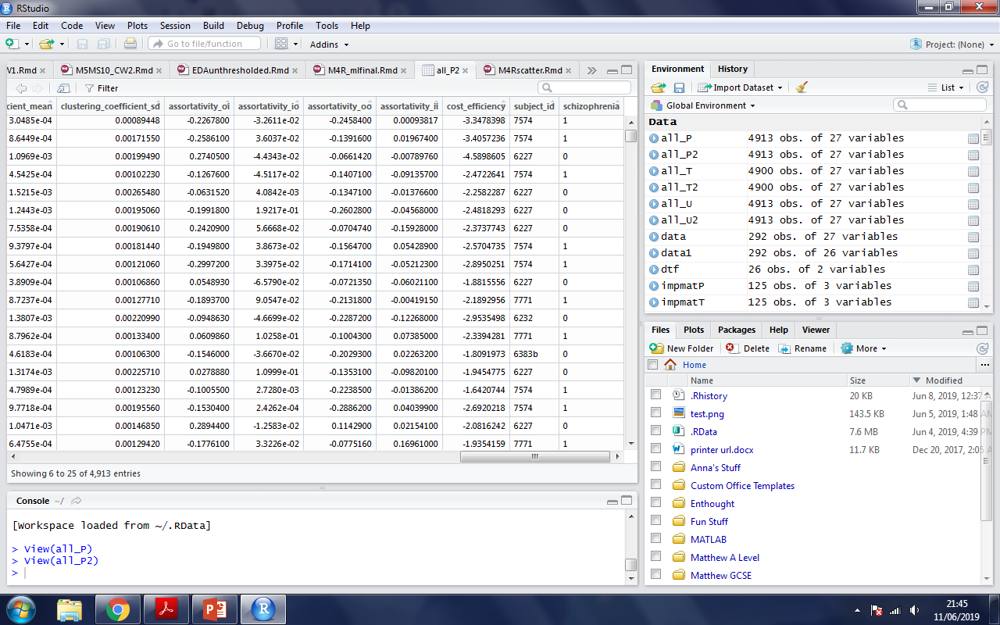 RStudio
File Edit Code View Plots Session Build Debug Profile Tools Help
Go to file/function Addins Project: (None)
V1.Rmd M5MS10_CW2.Rmd EDAunthresholded.Rmd M4R_mlfinal.Rmd all_P2 M4Rscatter.Rmd
Filter
cient_mean clustering_coefficient_sd assortativity_oi assortativity_io assortativity_oo assortativity_ii cost_efficiency subject_id schizophrenia
3.0485e-04 0.00089448 -0.2267800 -3.2611e-02 -0.2458400 0.00093817 -3.3478398 7574 1
8.6449e-04 0.00171550 -0.2586100 3.6037e-02 -0.1391600 0.01967400 -3.4057236 7574 1
1.0969e-03 0.00199490 0.2740500 -4.4343e-02 -0.0661420 -0.00789760 -4.5898605 6227 0
4.5425e-04 0.00102230 -0.1267600 -4.5117e-02 -0.1407100 -0.09135700 -2.4722641 7574 1
1.5215e-03 0.00265480 -0.0631520 4.0842e-03 -0.1347100 -0.01376600 -2.2582287 6227 0
1.2443e-03 0.00195060 -0.1991800 1.9217e-01 -0.2602800 -0.04568000 -2.4818293 6227 0
7.5358e-04 0.00190610 0.2420900 5.6668e-02 -0.0704740 -0.15928000 -2.3737743 6227 0
9.3797e-04 0.00181440 -0.1949800 3.8673e-02 -0.1564700 0.05428900 -2.5704735 7574 1
5.6427e-04 0.00121060 -0.2997200 3.3975e-02 -0.1714100 -0.05212300 -2.8950251 7574 1
3.8909e-04 0.00106860 0.0548930 -6.5790e-02 -0.0721350 -0.06021100 -1.8815556 6227 0
8.7237e-04 0.00127710 -0.1893700 9.0547e-02 -0.2131800 -0.00419150 -2.1892956 7771 1
1.3807e-03 0.00220990 -0.0948630 -4.6699e-02 -0.2287200 -0.12268000 -2.9535498 6232 0
8.7962e-04 0.00133400 0.0609860 1.0258e-01 -0.1004300 0.07385000 -2.3394281 7771 1
4.6183e-04 0.00106300 -0.1546000 -3.6670e-02 -0.2029300 0.02263200 -1.8091973 6383b 0
1.3174e-03 0.00225710 0.0278880 1.0999e-01 -0.1353100 -0.09820100 -1.9454775 6227 0
4.7989e-04 0.00123230 -0.1005500 2.7280e-03 -0.2238500 -0.01386200 -1.6420744 7574 1
9.7718e-04 0.00195560 -0.1530400 2.4262e-04 -0.2886200 0.04039900 -2.6920218 7574 1
1.0471e-03 0.00146850 0.2894400 -1.2583e-02 0.1142900 0.02154100 -2.0816242 6227 0
6.4755e-04 0.00129420 -0.1776100 3.3226e-02 -0.0775160 0.16961000 -1.9354159 7771 1
Showing 6 to 25 of 4,913 entries
Console ~/
[Workspace loaded from ~/.RData]
> View(all_P)
> View(all_P2)
>
Environment History
Import Dataset List
Global Environment
Data
all_P 4913 obs. of 27 variables
all_P2 4913 obs. of 27 variables
all_T 4900 obs. of 27 variables
all_T2 4900 obs. of 27 variables
all_U 4913 obs. of 27 variables
all_U2 4913 obs. of 27 variables
data 292 obs. of 27 variables
data1 292 obs. of 26 variables
dtf 26 obs. of 2 variables
impmatP 125 obs. of 3 variables
impmatT 125 obs. of 3 variables
Files Plots Packages Help Viewer
New Folder Delete Rename More
Home ...
Name Size Modified
.Rhistory 20 KB Jun 8, 2019, 12:37 A
test.png 143.5 KB Jun 5, 2019, 1:48 AM
.RData 7.6 MB Jun 4, 2019, 4:39 PM
printer url.docx 11.7 KB Dec 20, 2017, 2:05 A
Anna's Stuff
Custom Office Templates
Enthought
Fun Stuff
MATLAB
Matthew A Level
Matthew GCSE
21:45
11/06/2019